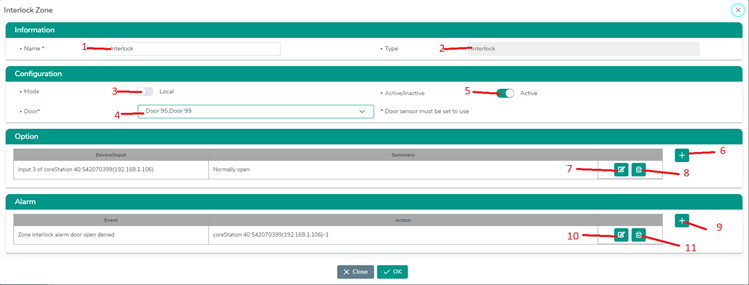 Interlock Zone
Information
• Name * 1 Interlock • Type 2 Interlock
Configuration
• Mode 3 Local • Active/Inactive 5 Active
• Door* 4 Door 95,Door 99 * Door sensor must be set to use
Option
Device/Input Summary 6
Input 3 of coreStation 40 542070399(192.168.1.106) Normally open 7 8
Alarm
Event Action 9
Zone interlock alarm door open denied coreStation 40 542070399(192.168.1.106)-1 10 11
Close OK